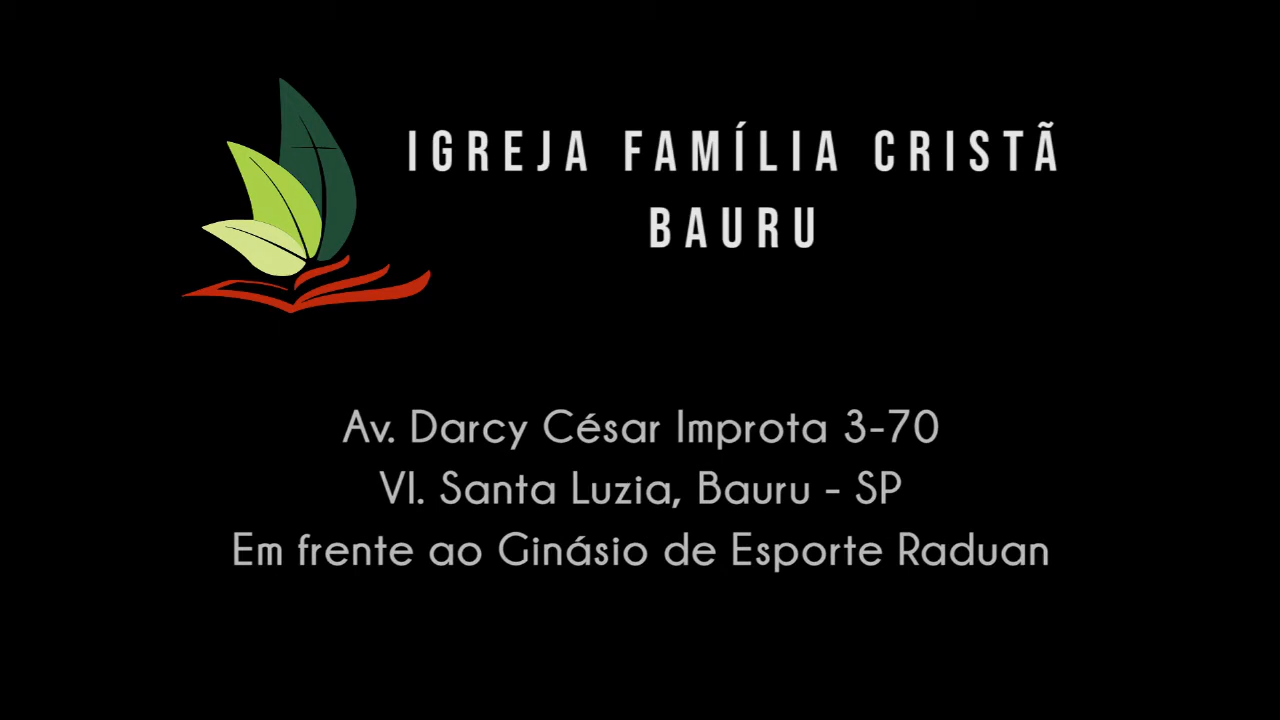 IGREJA FAMÍLIA CRISTÃ
BAURU
Av. Darcy César Improta 3-70
Vl. Santa Luzia, Bauru - SP
Em frente ao Ginásio de Esporte Raduan